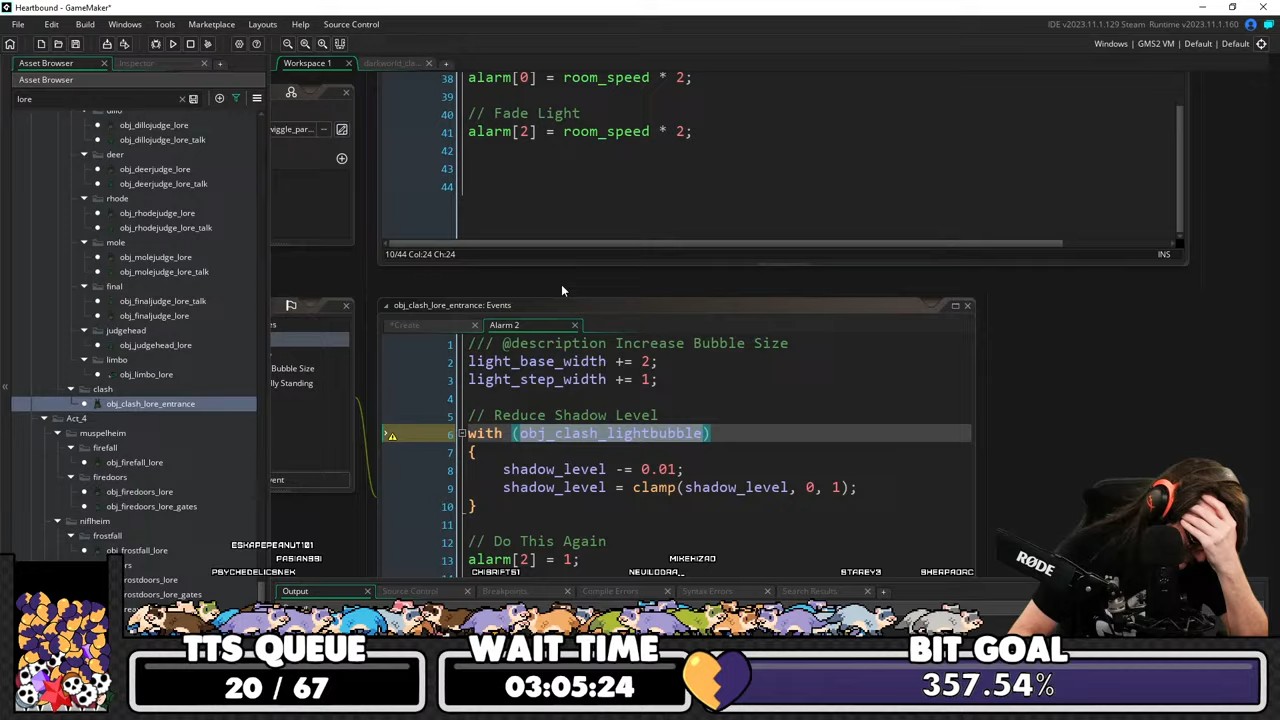 Heartbound - GameMaker*
File Edit Build Windows Tools Help Marketplace Layouts Source Control
IDE v2023.11.1.129 Steam Runtime v2023.11.1.160
Windows | GMS2 VM | Default | Default
Asset Browser
Inspector
Workspace 1
Asset Browser
lore
obj_dillojudge_lore
obj_dillojudge_lore_talk
deer
obj_deerjudge_lore
obj_deerjudge_lore_talk
rhode
obj_rhodejudge_lore
obj_rhodejudge_lore_talk
mole
obj_molejudge_lore
obj_molejudge_lore_talk
final
obj_finaljudge_lore_talk
obj_finaljudge_lore
judgehead
obj_judgehead_lore
limbo
obj_limbo_lore
clash
obj_clash_lore_entrance
Act_4
muspelheim
firefall
obj_firefall_lore
firedoors
obj_firedoors_lore
obj_firedoors_lore_gates
niflheim
frostfall
obj_frostfall_lore
rostdoors_lore
rostdoors_lore_gates
38 alarm[0] = room_speed * 2;
39
40 // Fade Light
41 alarm[2] = room_speed * 2;
42
43
44
10/44 Col:24 Ch:24
INS
obj_clash_lore_entrance: Events
*Create
Alarm 2
1 /// @description Increase Bubble Size
2 light_base_width += 2;
3 light_step_width += 1;
4
5 // Reduce Shadow Level
6 with (obj_clash_lightbubble)
7 {
8 shadow_level -= 0.01;
9 shadow_level = clamp(shadow_level, 0, 1);
10 }
11
12 // Do This Again
13 alarm[2] = 1;
Bubble Size
lly Standing
Output Source Control Breakpoints Compile Errors Syntax Errors Search Results
ESKAPEPEANUT101
PSYCHEDELICSNEK
CHIBRIFTS1
MIKEHIZAD
STAREY3
RØDE
TTS QUEUE
20 / 67
WAIT TIME
03:05:24
BIT GOAL
357.54%